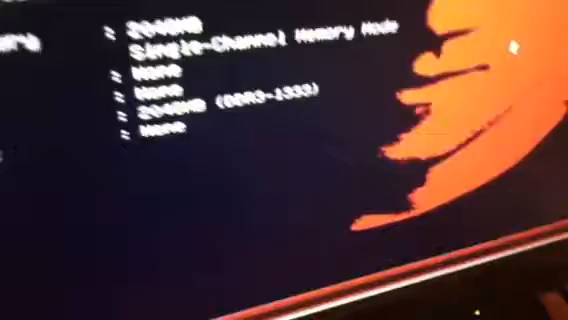 : 2048MB
Single-Channel Memory Mode
: None
: None
: 2048MB (DDR3-1333)
: None